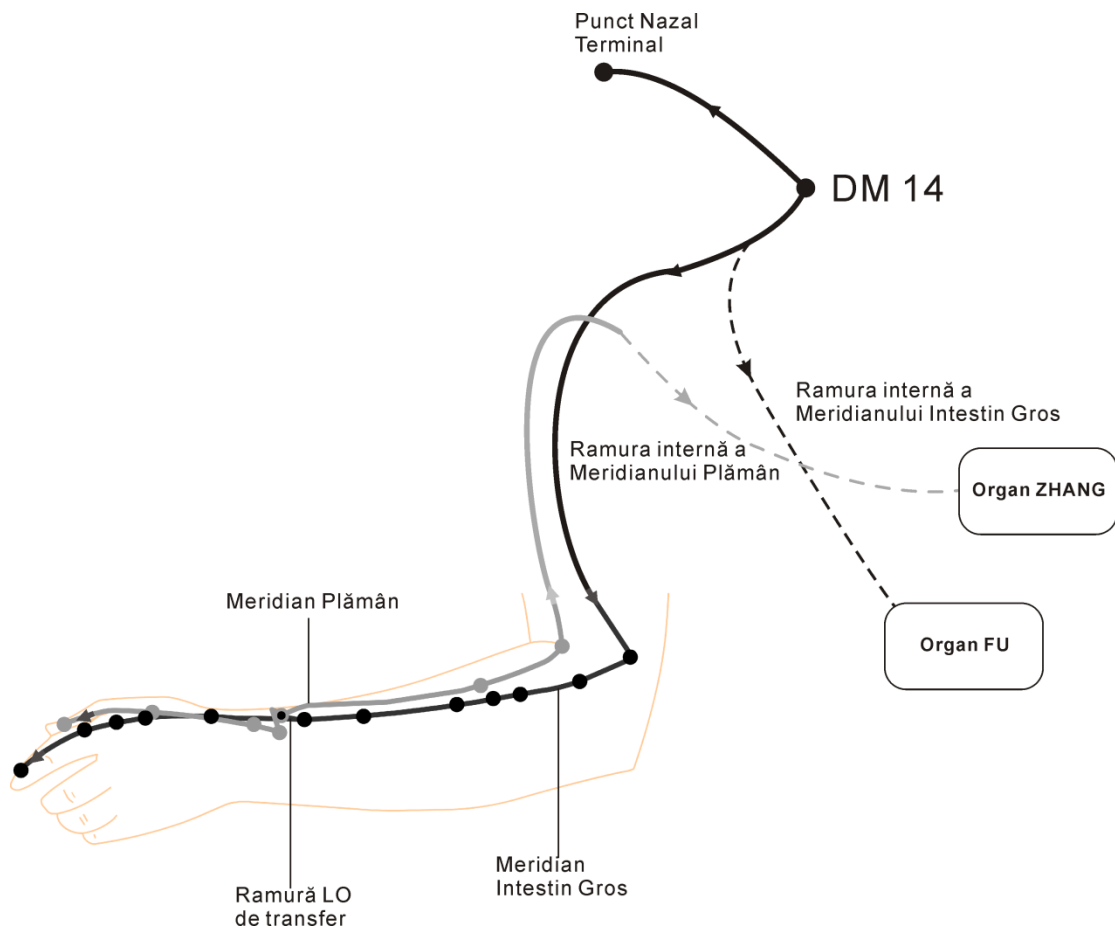 Punct Nazal
Terminal
DM 14
Ramura internă a
Meridianului Intestin Gros
Ramura internă a
Meridianului Plămân
Organ ZHANG
Meridian Plămân
Organ FU
Meridian
Intestin Gros
Ramură LO
de transfer